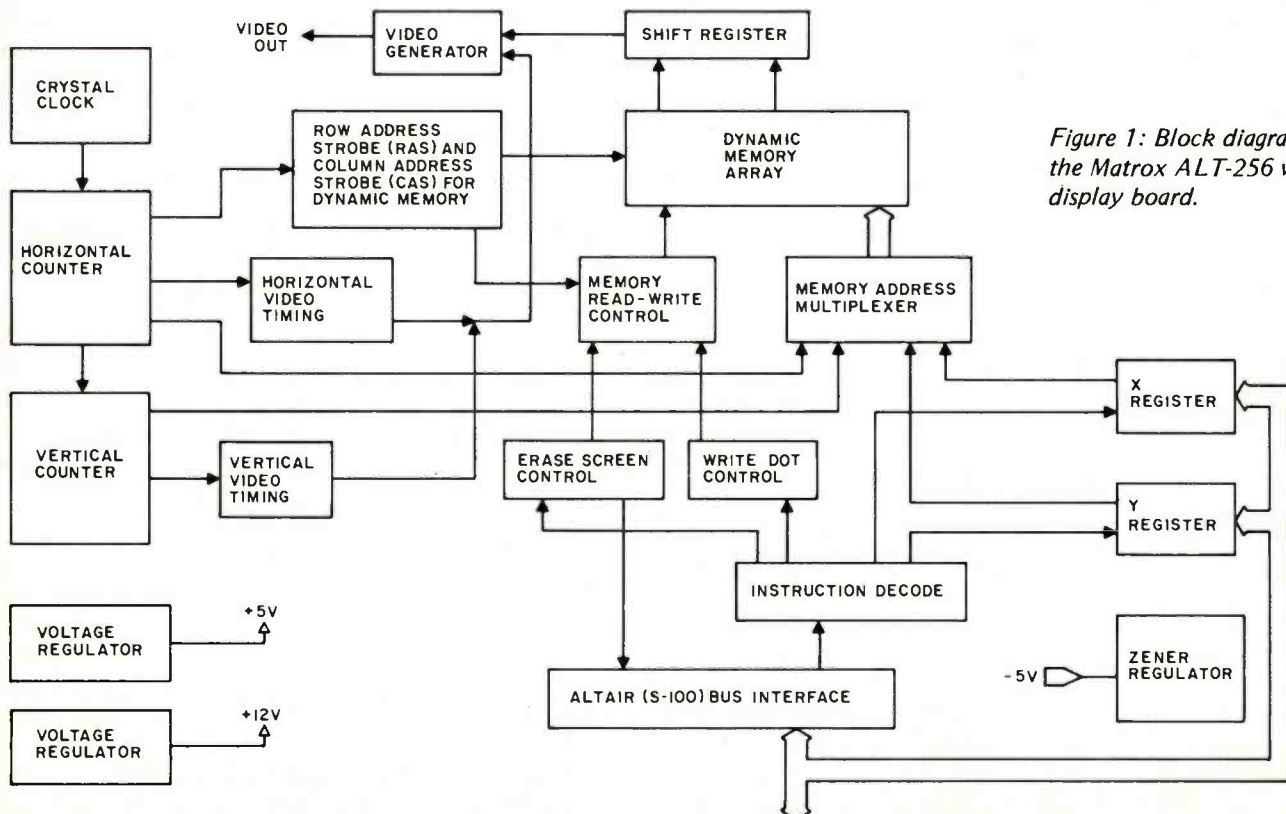 VIDEO
OUT
VIDEO
GENERATOR
SHIFT REGISTER
CRYSTAL
CLOCK
ROW ADDRESS
STROBE (RAS) AND
COLUMN ADDRESS
STROBE (CAS) FOR
DYNAMIC MEMORY
DYNAMIC
MEMORY
ARRAY
Figure 1: Block diagra
the Matrox ALT-256 v
display board.
HORIZONTAL
COUNTER
HORIZONTAL
VIDEO
TIMING
MEMORY
READ-WRITE
CONTROL
MEMORY ADDRESS
MULTIPLEXER
X
REGISTER
VERTICAL
COUNTER
VERTICAL
VIDEO
TIMING
ERASE SCREEN
CONTROL
WRITE DOT
CONTROL
Y
REGISTER
INSTRUCTION DECODE
VOLTAGE
REGULATOR
+5V
ALTAIR (S-100) BUS INTERFACE
-5V
ZENER
REGULATOR
VOLTAGE
REGULATOR
+12V